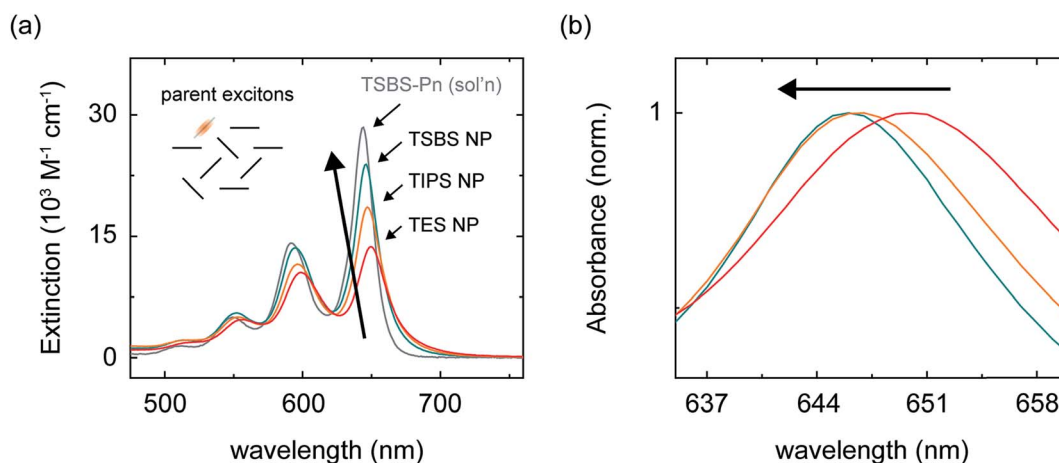 (a)
(b)
parent excitons
TSBS-Pn (sol'n)
TSBS NP
TIPS NP
TES NP
Extinction (10³ M⁻¹ cm⁻¹)
30
15
0
500
600
700
wavelength (nm)
Absorbance (norm.)
1
637
644
651
658
wavelength (nm)